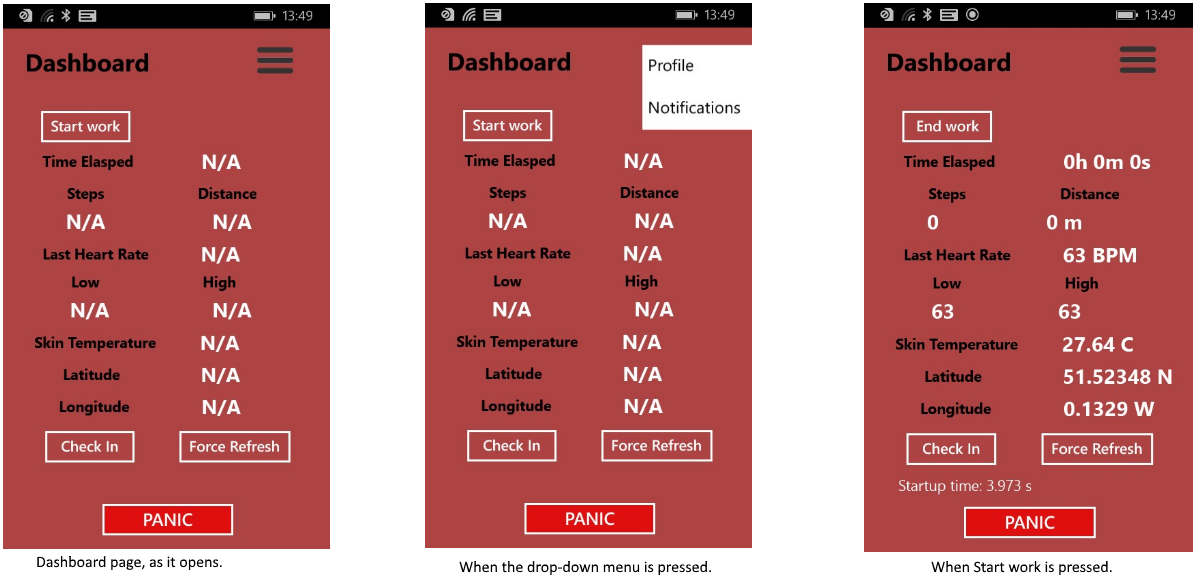 13:49
Dashboard
Start work
Time Elasped N/A
Steps Distance
N/A N/A
Last Heart Rate N/A
Low High
N/A N/A
Skin Temperature N/A
Latitude N/A
Longitude N/A
Check In Force Refresh
PANIC
Dashboard page, as it opens.
13:49
Dashboard
Profile
Notifications
Start work
Time Elasped N/A
Steps Distance
N/A N/A
Last Heart Rate N/A
Low High
N/A N/A
Skin Temperature N/A
Latitude N/A
Longitude N/A
Check In Force Refresh
PANIC
When the drop-down menu is pressed.
13:49
Dashboard
End work
Time Elasped 0h 0m 0s
Steps Distance
0 0 m
Last Heart Rate 63 BPM
Low High
63 63
Skin Temperature 27.64 C
Latitude 51.52348 N
Longitude 0.1329 W
Check In Force Refresh
Startup time: 3.973 s
PANIC
When Start work is pressed.